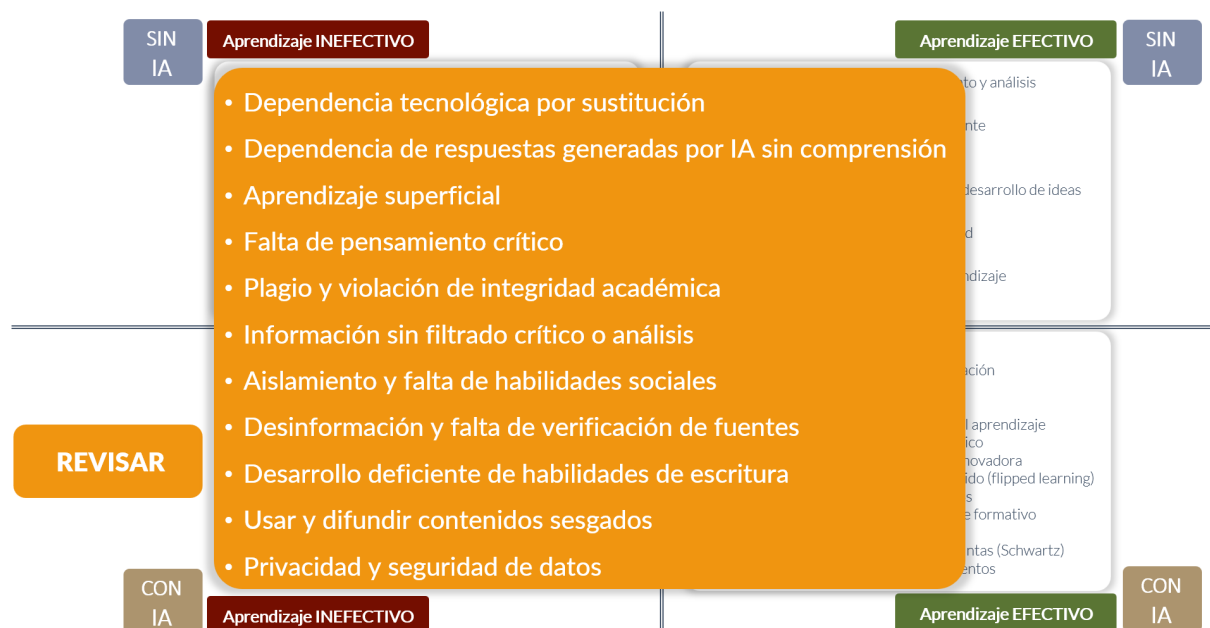 SIN
IA
Aprendizaje INEFECTIVO
Aprendizaje EFECTIVO
SIN
IA
• Dependencia tecnológica por sustitución
• Dependencia de respuestas generadas por IA sin comprensión
• Aprendizaje superficial
• Falta de pensamiento crítico
• Plagio y violación de integridad académica
• Información sin filtrado crítico o análisis
• Aislamiento y falta de habilidades sociales
• Desinformación y falta de verificación de fuentes
• Desarrollo deficiente de habilidades de escritura
• Usar y difundir contenidos sesgados
• Privacidad y seguridad de datos
y análisis
desarrollo de ideas
REVISAR
l aprendizaje
(flipped learning)
formativo
(Schwartz)
CON
IA
Aprendizaje INEFECTIVO
Aprendizaje EFECTIVO
CON
IA